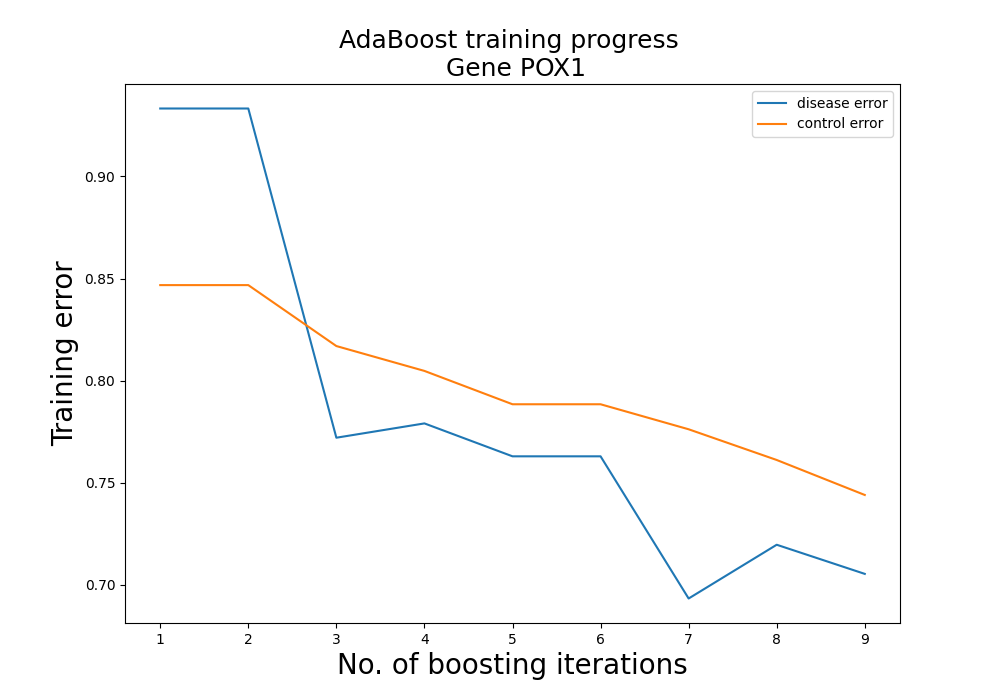 AdaBoost training progress
Gene POX1
disease error
control error
Training error
0.90
0.85
0.80
0.75
0.70
1 2 3 4 5 6 7 8 9
No. of boosting iterations